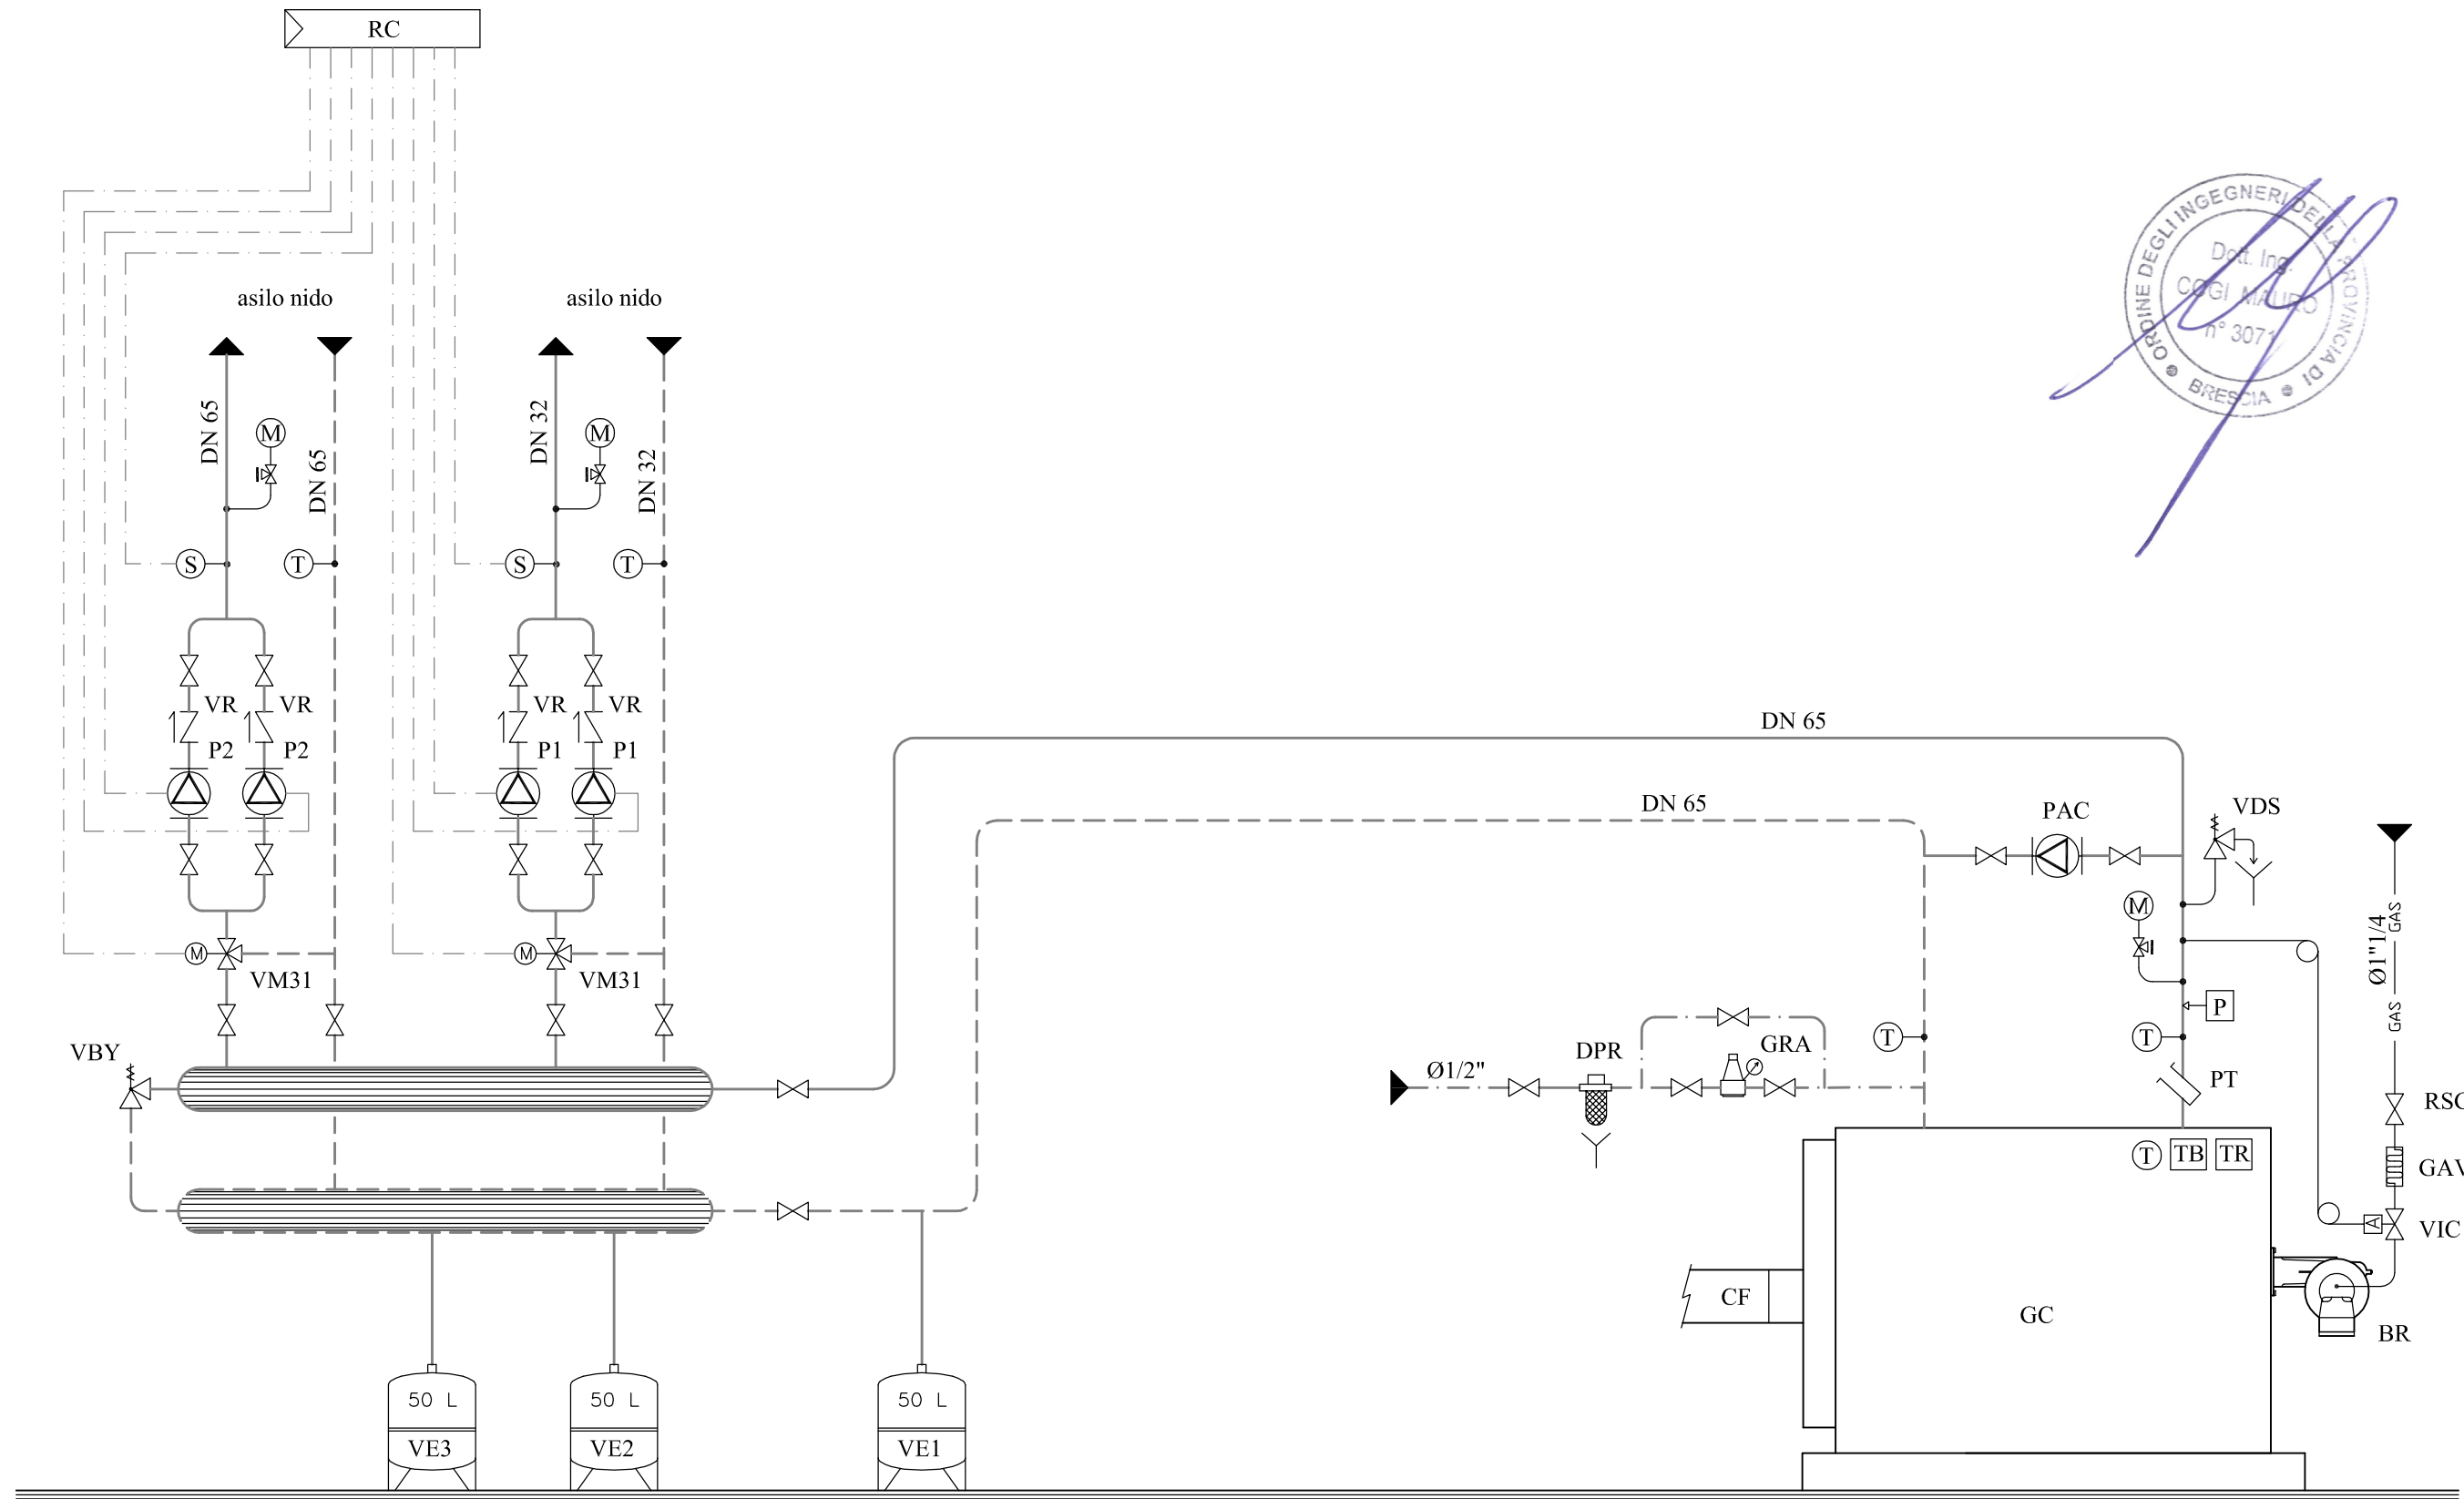 RC
ORDINE DEGLI INGEGNERI DELLA PROVINCIA DI BRESCIA
Dott. Ing.
COGI MAURO
n° 3071
asilo nido
asilo nido
DN 65
M
DN 65
DN 32
M
DN 32
S
T
S
T
VR
VR
VR
VR
P2
P2
P1
P1
DN 65
DN 65
PAC
VDS
M
GAS
Ø1"1/4
GAS
M
VM31
M
VM31
P
T
T
VBY
DPR
GRA
Ø1/2"
PT
RSG
T
TB
TR
GAV
A
VIC
CF
GC
BR
50 L
VE3
50 L
VE2
50 L
VE1